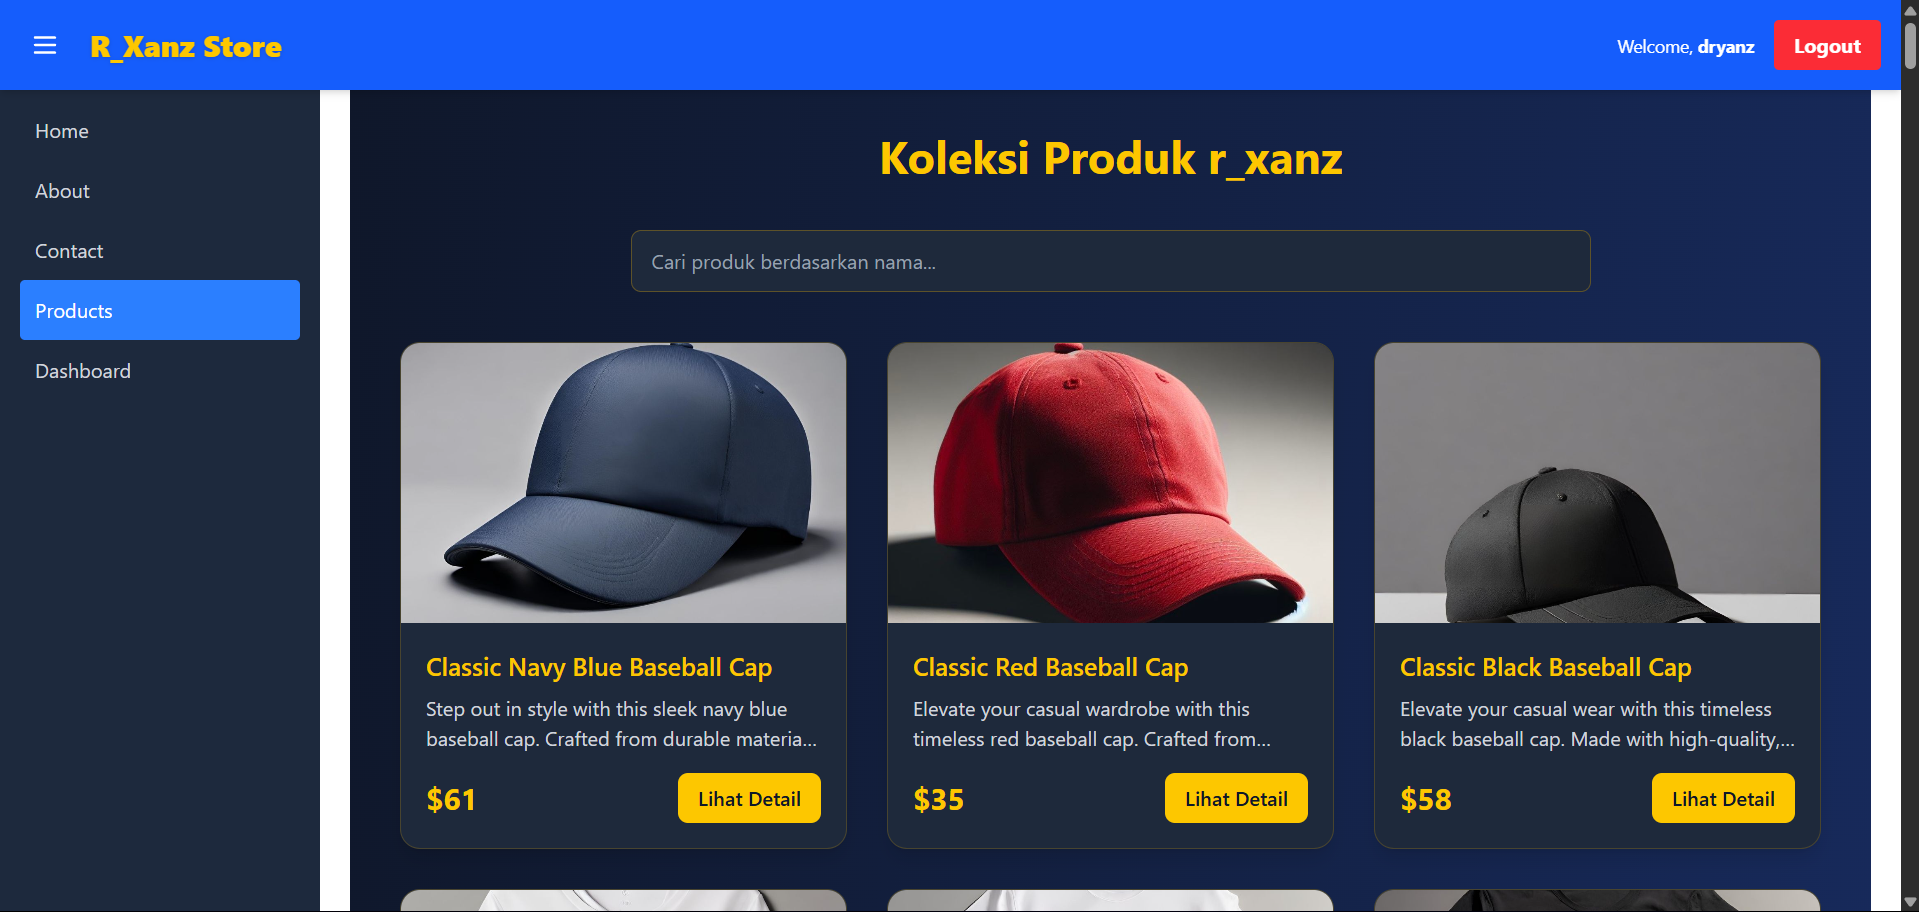 R_Xanz Store
Welcome, dryanz
Logout
Home
About
Contact
Products
Dashboard
Koleksi Produk r_xanz
Cari produk berdasarkan nama...
Classic Navy Blue Baseball Cap
Step out in style with this sleek navy blue
baseball cap. Crafted from durable materia...
$61
Lihat Detail
Classic Red Baseball Cap
Elevate your casual wardrobe with this
timeless red baseball cap. Crafted from...
$35
Lihat Detail
Classic Black Baseball Cap
Elevate your casual wear with this timeless
black baseball cap. Made with high-quality,...
$58
Lihat Detail